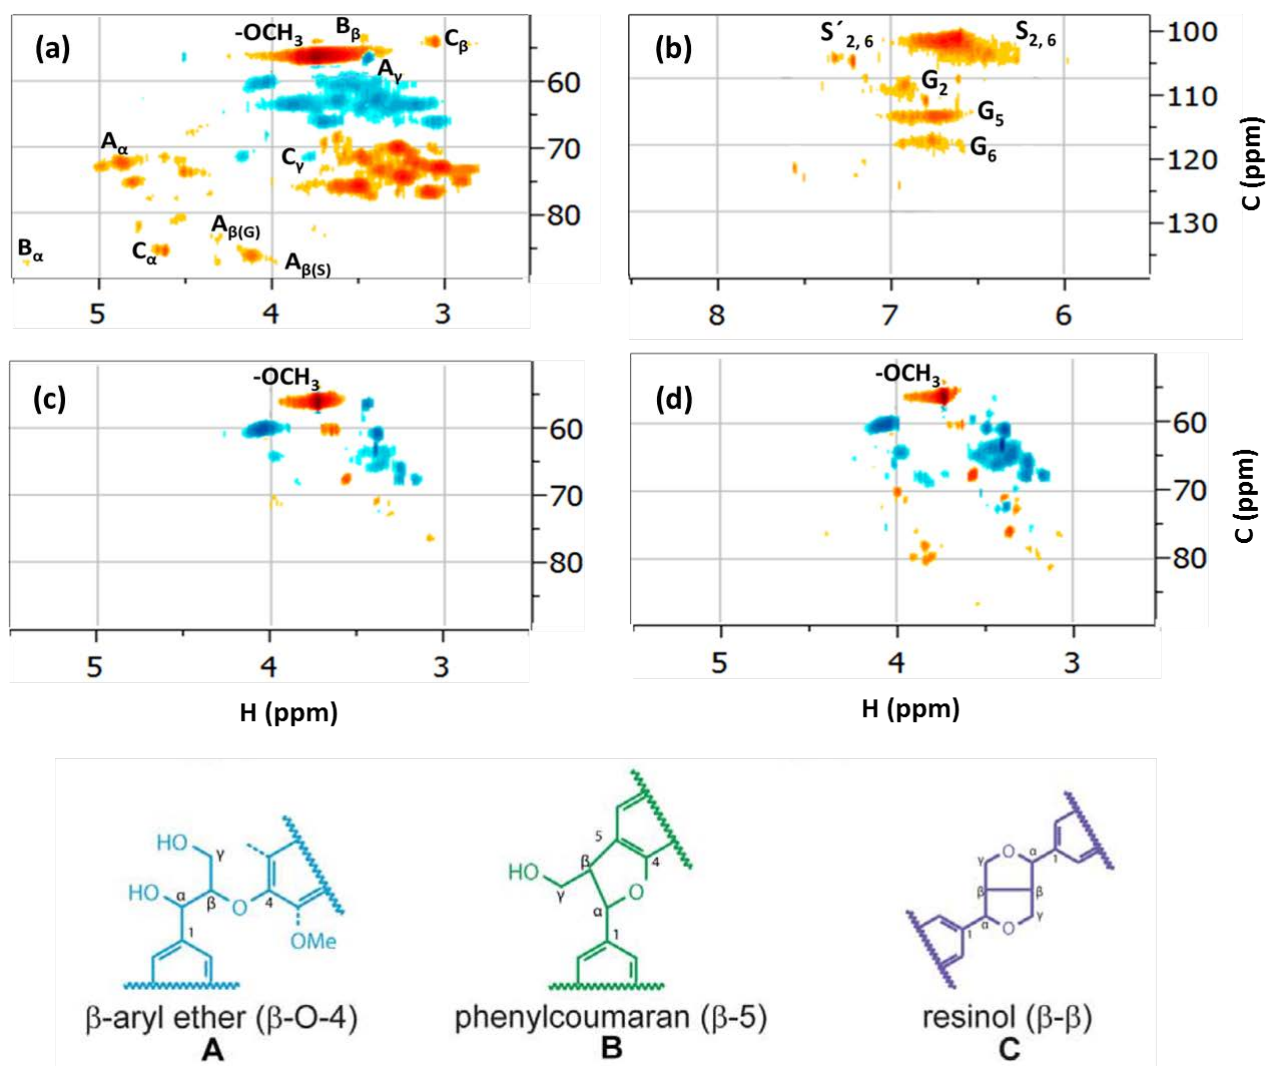 (a)
-OCH3
Bβ
Cβ
Aγ
60
Aα
Cγ
70
80
Aβ(G)
Bα
Cα
Aβ(S)
5
4
3
(b)
S´2,6
S2,6
100
G2
110
G5
G6
120
130
C (ppm)
8
7
6
(c)
-OCH3
60
70
80
5
4
3
H (ppm)
(d)
-OCH3
60
70
80
C (ppm)
5
4
3
H (ppm)
HO
γ
HO
α
β
O
4
1
OMe
β-aryl ether (β-O-4)
A
5
β
4
HO
γ
O
α
1
phenylcoumaran (β-5)
B
γ
O
α
1
β
β
1
α
O
γ
resinol (β-β)
C